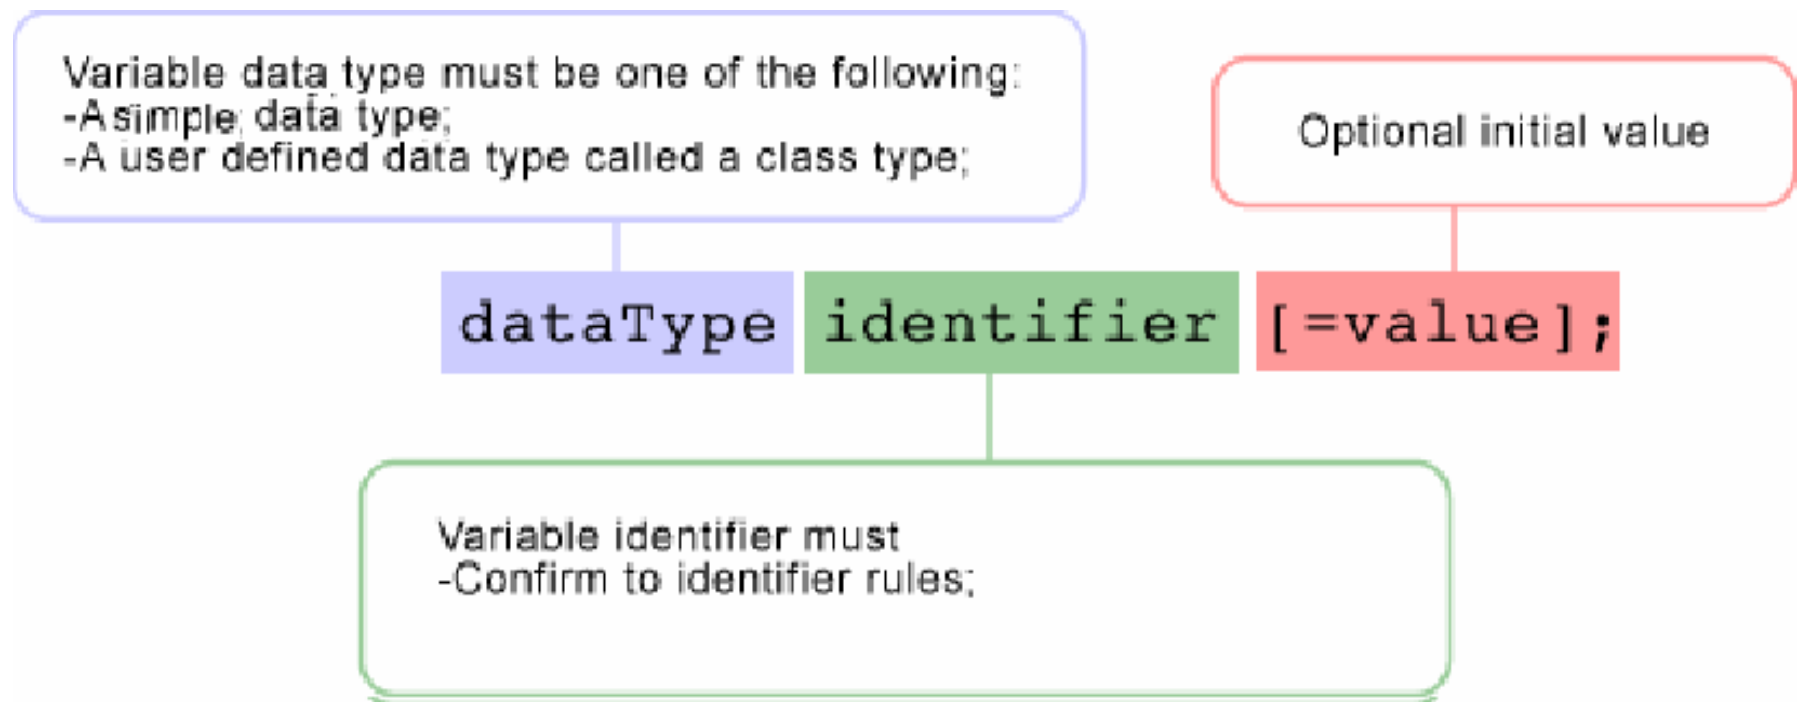 Variable data type must be one of the following:
-A simple data type;
-A user defined data type called a class type;
Optional initial value
dataType identifier [=value];
Variable identifier must
-Confirm to identifier rules;